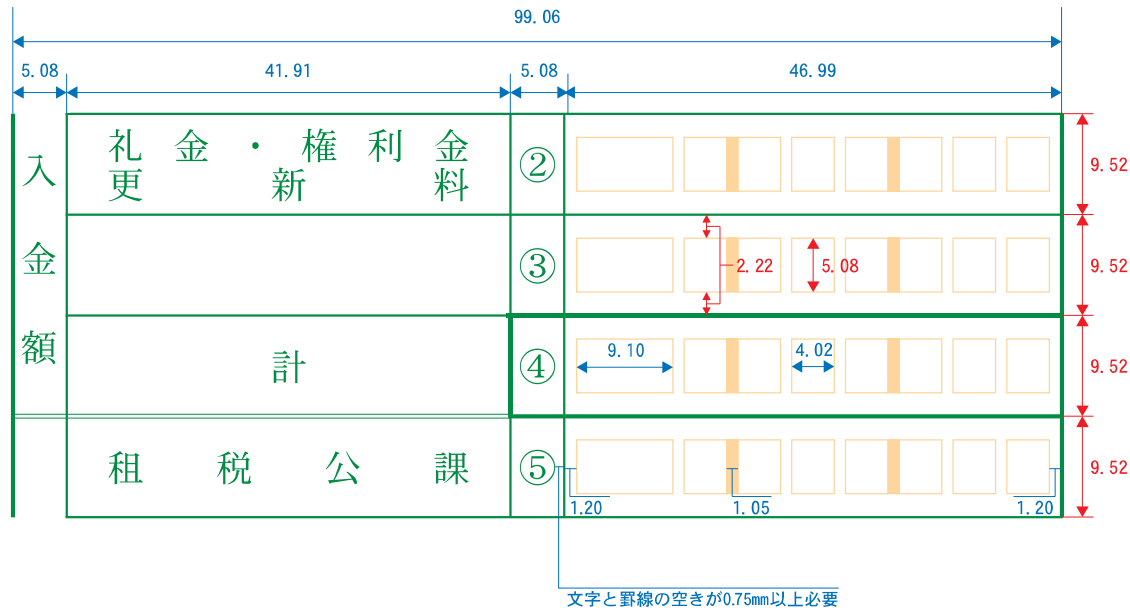 99.06
5.08 41.91 5.08 46.99
入金額
礼金・権利金
更新料
②
9.52
③
2.22 5.08 9.52
計
④
9.10 4.02 9.52
租税公課
⑤
9.52
1.20 1.05 1.20
文字と罫線の空きが0.75mm以上必要